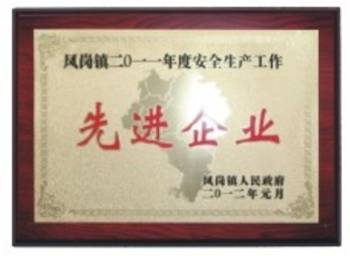 凤岗镇二〇一一年度安全生产工作
先进企业
凤岗镇人民政府
二〇一二年元月